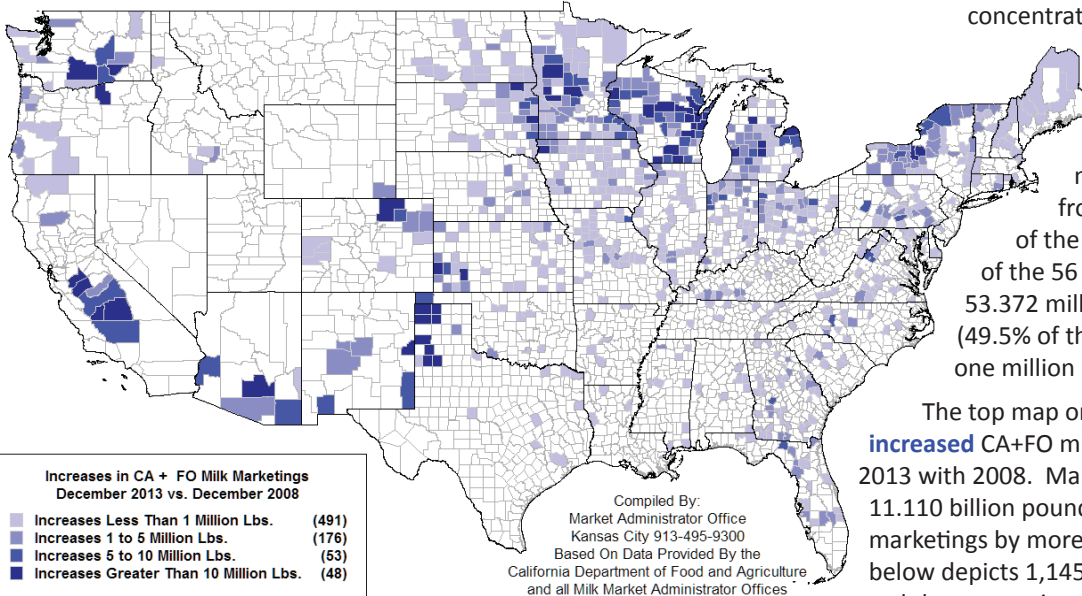 concentrat
r
fro
of the
of the 56
53.372 mill
(49.5% of th
one million
The top map or
increased CA+FO m
2013 with 2008. Ma
11.110 billion pound
marketings by more
below depicts 1,145
Increases in CA + FO Milk Marketings
December 2013 vs. December 2008
Increases Less Than 1 Million Lbs. (491)
Increases 1 to 5 Million Lbs. (176)
Increases 5 to 10 Million Lbs. (53)
Increases Greater Than 10 Million Lbs. (48)
Compiled By:
Market Administrator Office
Kansas City 913-495-9300
Based On Data Provided By the
California Department of Food and Agriculture
and all Milk Market Administrator Offices